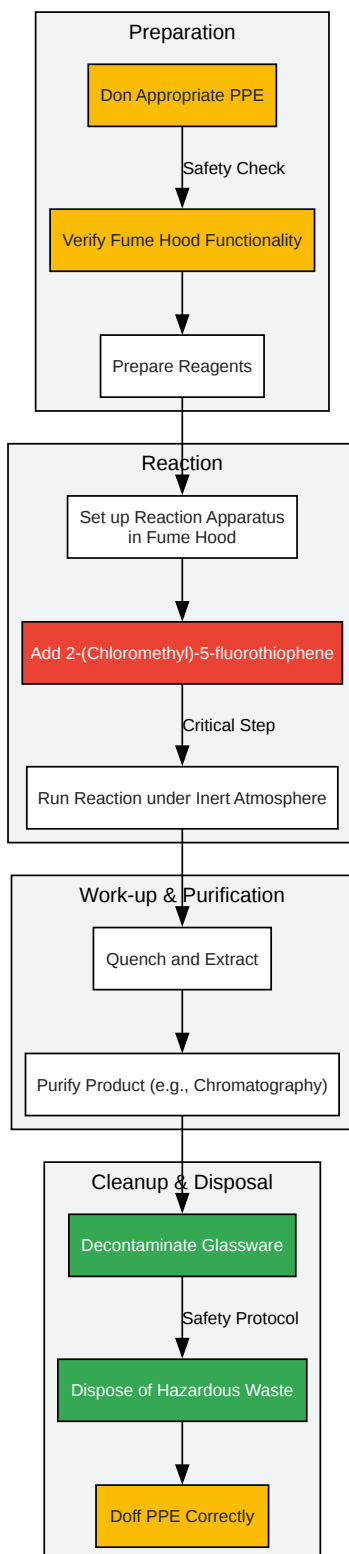 Preparation
Don Appropriate PPE
Safety Check
Verify Fume Hood Functionality
Prepare Reagents
Reaction
Set up Reaction Apparatus
in Fume Hood
Add 2-(Chloromethyl)-5-fluorothiophene
Critical Step
Run Reaction under Inert Atmosphere
Work-up & Purification
Quench and Extract
Purify Product (e.g., Chromatography)
Cleanup & Disposal
Decontaminate Glassware
Safety Protocol
Dispose of Hazardous Waste
Doff PPE Correctly